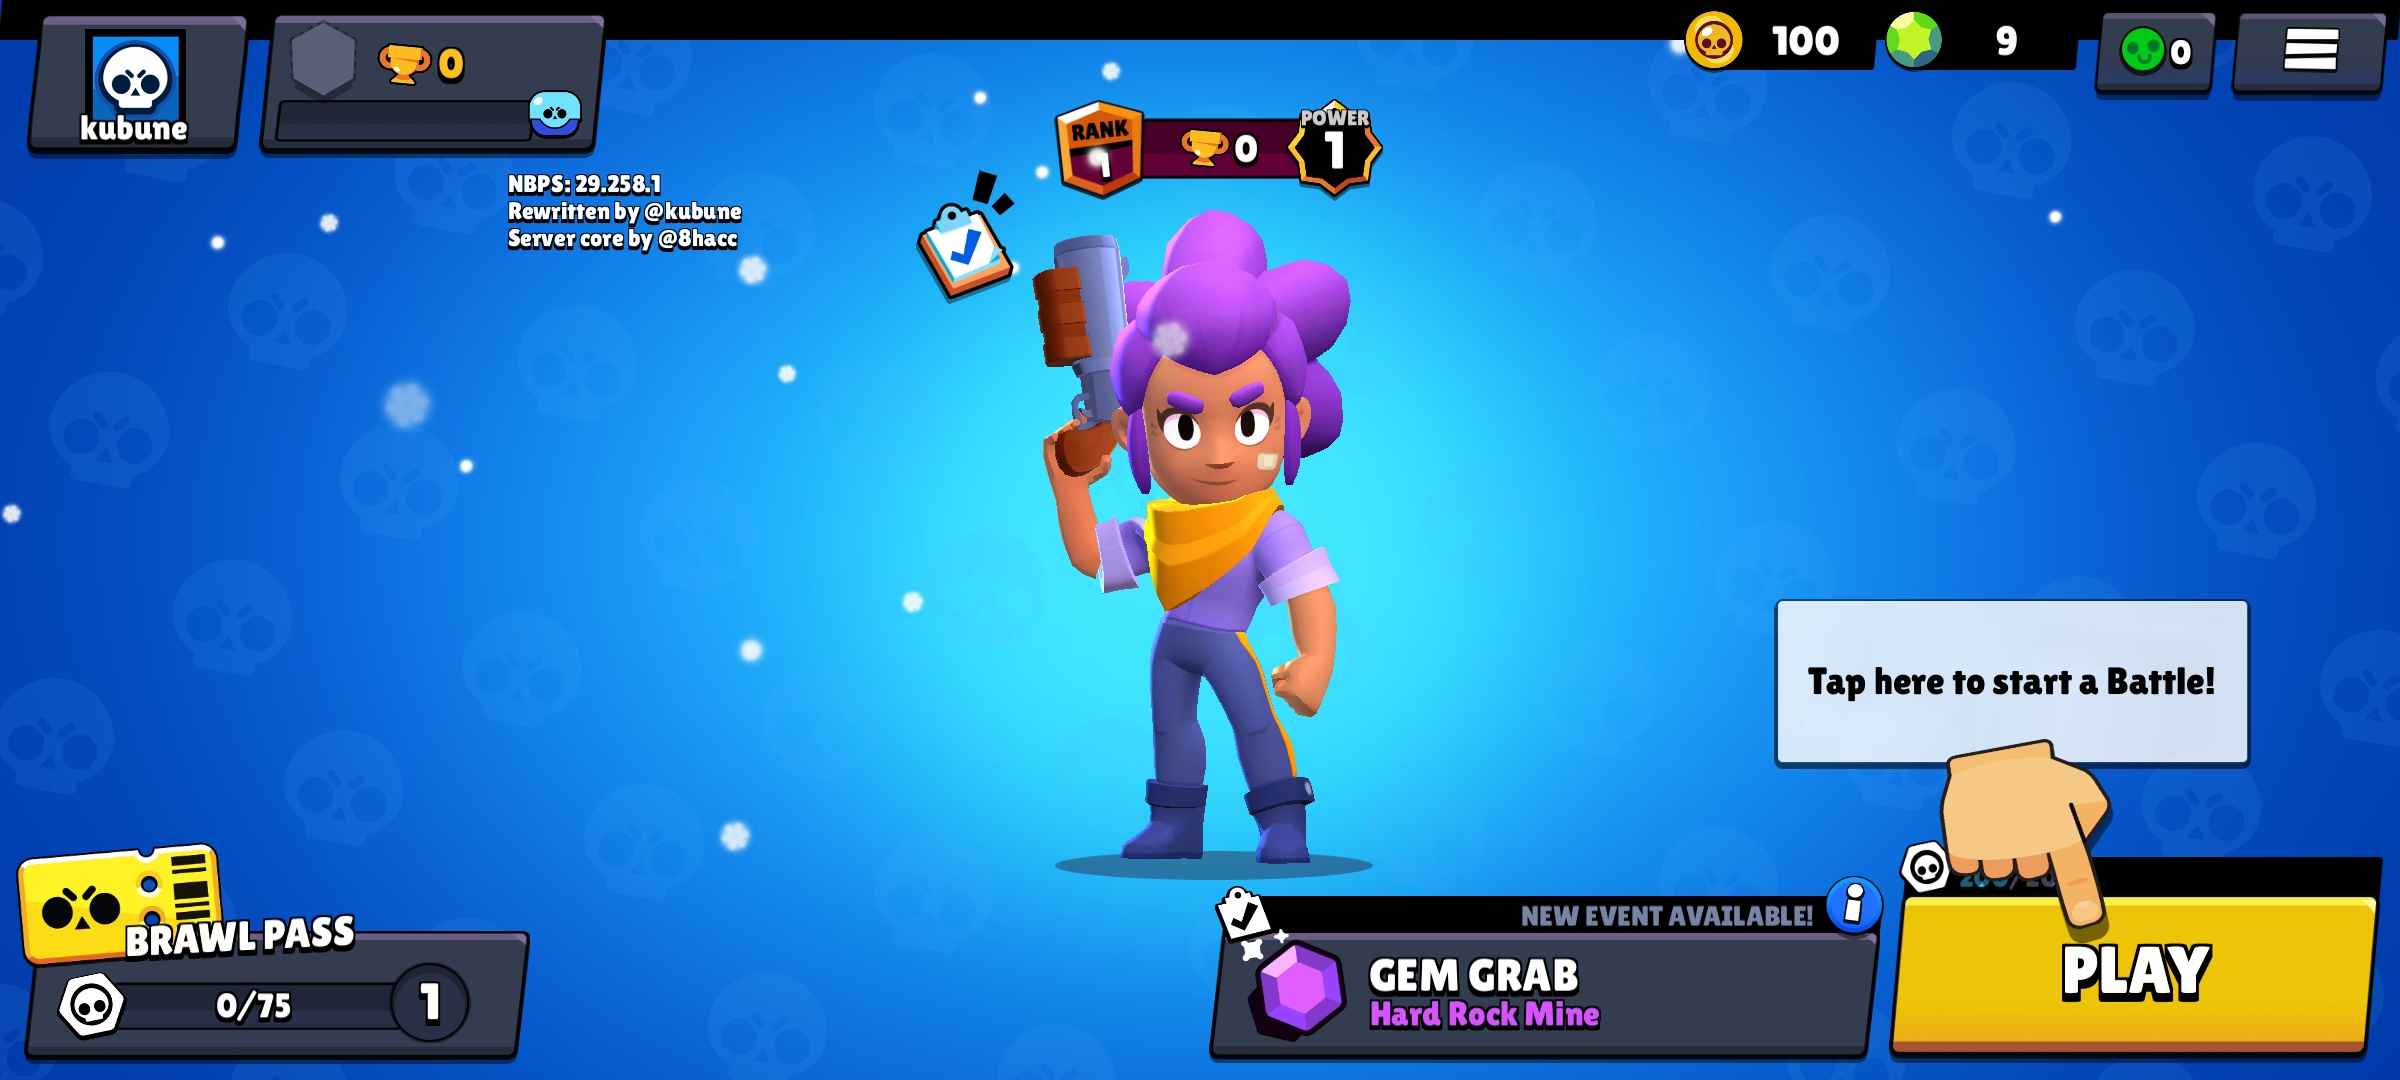 kubune
0
100
9
0
RANK
1
0
POWER
1
NBPS: 29.258.1
Rewritten by @kubune
Server core by @8hacc
Tap here to start a Battle!
BRAWL PASS
0/75
1
NEW EVENT AVAILABLE!
GEM GRAB
Hard Rock Mine
PLAY